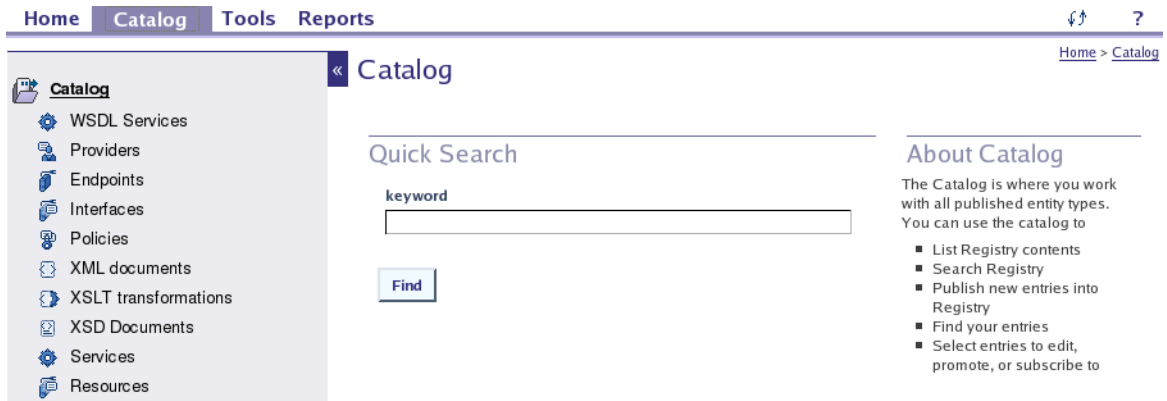 Home Catalog Tools Reports ?
Home > Catalog
« Catalog
Catalog
WSDL Services
Providers
Endpoints
Interfaces
Policies
XML documents
XSLT transformations
XSD Documents
Services
Resources
Quick Search
keyword
Find
About Catalog
The Catalog is where you work
with all published entity types.
You can use the catalog to
■ List Registry contents
■ Search Registry
■ Publish new entries into
Registry
■ Find your entries
■ Select entries to edit,
promote, or subscribe to